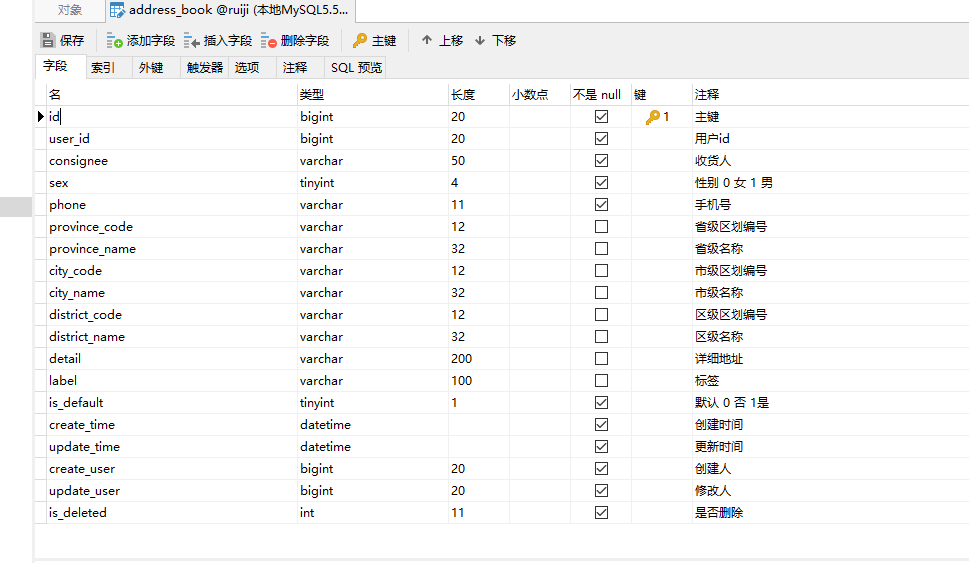 对象 address_book @ruiji (本地MySQL5.5...
保存 添加字段 插入字段 删除字段 主键 上移 下移
字段 索引 外键 触发器 选项 注释 SQL 预览
名 类型 长度 小数点 不是 null 键 注释
id bigint 20 1 主键
user_id bigint 20 用户id
consignee varchar 50 收货人
sex tinyint 4 性别 0 女 1 男
phone varchar 11 手机号
province_code varchar 12 省级区划编号
province_name varchar 32 省级名称
city_code varchar 12 市级区划编号
city_name varchar 32 市级名称
district_code varchar 12 区级区划编号
district_name varchar 32 区级名称
detail varchar 200 详细地址
label varchar 100 标签
is_default tinyint 1 默认 0 否 1是
create_time datetime 创建时间
update_time datetime 更新时间
create_user bigint 20 创建人
update_user bigint 20 修改人
is_deleted int 11 是否删除